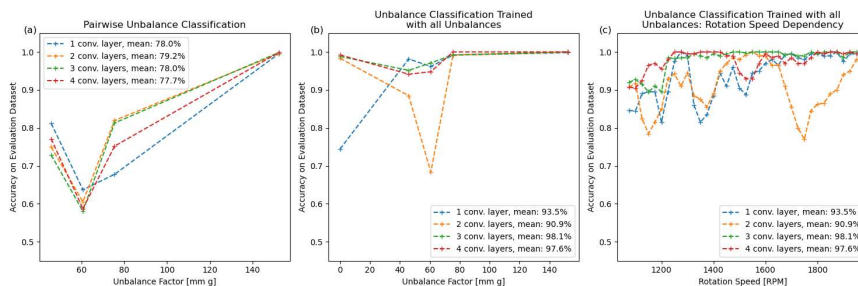 (a)
Pairwise Unbalance Classification
1 conv. layer, mean: 78.0%
2 conv. layers, mean: 79.2%
3 conv. layers, mean: 78.0%
4 conv. layers, mean: 77.7%
Accuracy on Evaluation Dataset
1.0
0.9
0.8
0.7
0.6
0.5
60
80
100
120
140
Unbalance Factor [mm g]
(b)
Unbalance Classification Trained
with all Unbalances
Accuracy on Evaluation Dataset
1.0
0.9
0.8
0.7
0.6
0.5
1 conv. layer, mean: 93.5%
2 conv. layers, mean: 90.9%
3 conv. layers, mean: 98.1%
4 conv. layers, mean: 97.6%
0
20
40
60
80
100
120
140
Unbalance Factor [mm g]
(c)
Unbalance Classification Trained with all
Unbalances: Rotation Speed Dependency
Accuracy on Evaluation Dataset
1.0
0.9
0.8
0.7
0.6
0.5
1 conv. layer, mean: 93.5%
2 conv. layers, mean: 90.9%
3 conv. layers, mean: 98.1%
4 conv. layers, mean: 97.6%
1200
1400
1600
1800
Rotation Speed [RPM]